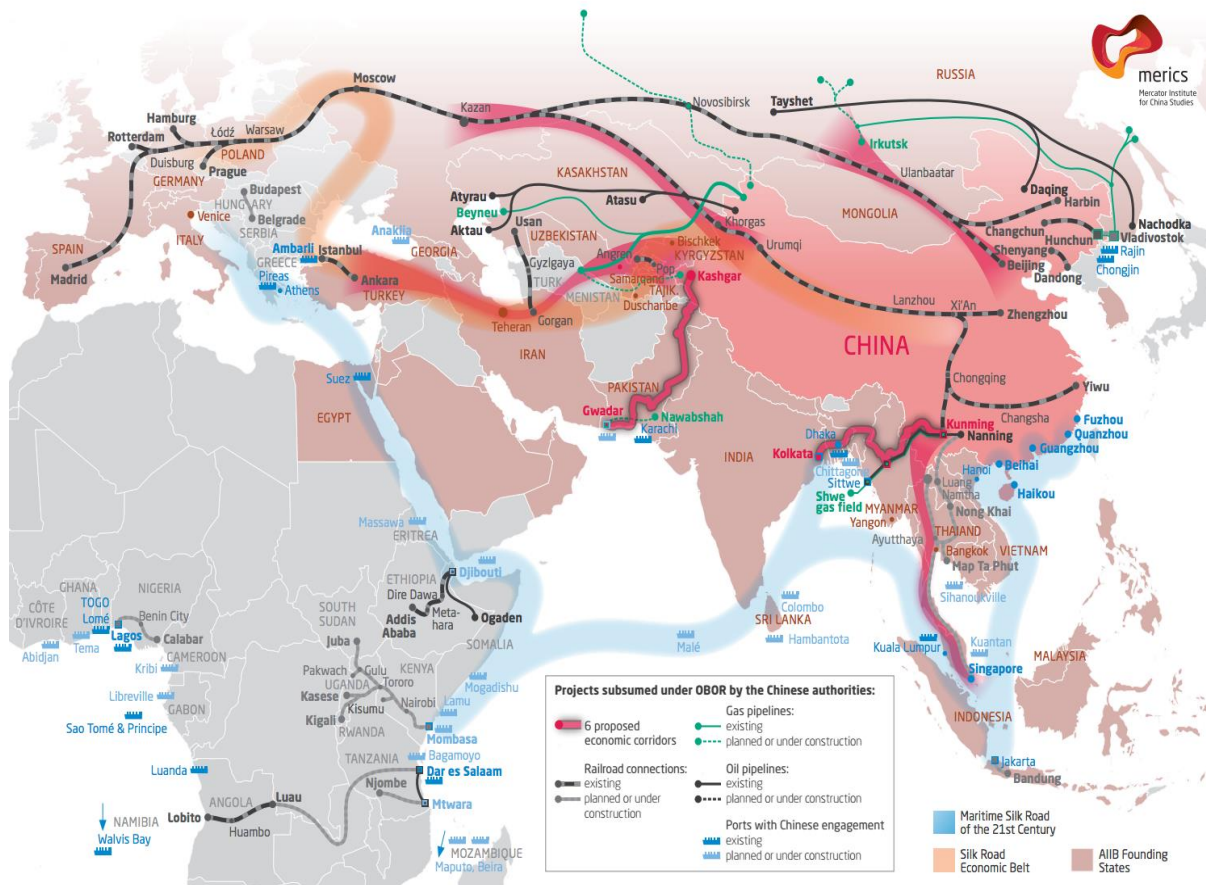 merics
Mercator Institute
for China Studies
RUSSIA
Moscow
Kazan
Novosibirsk
Tayshet
Irkutsk
Hamburg
Rotterdam
Łódź
Warsaw
Duisburg
POLAND
Prague
GERMANY
Ulanbaatar
KASAKHSTAN
Budapest
HUNGARY
Belgrade
SERBIA
Venice
ITALY
Atyrau
Beyneu
Aktau
Atasu
Usan
UZBEKISTAN
Khorgas
MONGOLIA
Daqing
Harbin
Changchun
Hunchun
Shenyang
Nachodka
Vladivostok
Rajin
Chongjin
Beijing
Dandong
SPAIN
Madrid
Ambarli
GREECE
Istanbul
Pireas
Athens
Anaklia
GEORGIA
Ankara
TURKEY
Gyzlgaya
TURK
MENISTAN
Angren
Pop
Samarqand
TAJIK.
Duschanbe
Bischkek
KYRGYZSTAN
Kashgar
Urumqi
Teheran
Gorgan
Lanzhou
Xi'An
Zhengzhou
IRAN
CHINA
Chongqing
Yiwu
Changsha
PAKISTAN
Gwadar
Nawabshah
Karachi
Suez
EGYPT
INDIA
Dhaka
Kolkata
Chittagong
Sittwe
Shwe
gas field
Kunming
Nanning
Fuzhou
Quanzhou
Guangzhou
Hanoi
Beihai
Haikou
Luang
Namtha
MYANMAR
Yangon
Nong Khai
THAILAND
Ayutthaya
Bangkok
VIETNAM
Map Ta Phut
Sihanoukville
Massawa
ERITREA
Djibouti
ETHIOPIA
Dire Dawa
Addis
Ababa
Meta-
hara
Ogaden
SOMALIA
GHANA
NIGERIA
CÔTE
D'IVROIRE
TOGO
Lomé
Benin City
Lagos
Calabar
Abidjan
Tema
CAMEROON
Kribi
Libreville
GABON
Sao Tomé & Principe
SOUTH
SUDAN
Juba
Pakwach
Gulu
KENYA
Tororo
UGANDA
Kasese
Kisumu
Nairobi
Lamu
Mogadishu
Kigali
RWANDA
Mombasa
Bagamoyo
TANZANIA
Dar es Salaam
Njombe
Mtwara
Luanda
ANGOLA
Luau
Lobito
Huambo
NAMIBIA
Walvis Bay
MOZAMBIQUE
Maputo, Beira
Colombo
SRI LANKA
Hambantota
Malé
Kuala Lumpur
Kuantan
Singapore
MALAYSIA
INDONESIA
Jakarta
Bandung
Projects subsumed under OBOR by the Chinese authorities:
6 proposed
economic corridors
Railroad connections:
existing
planned or under
construction
Gas pipelines:
existing
planned or under construction
Oil pipelines:
existing
planned or under construction
Ports with Chinese engagement
existing
planned or under construction
Maritime Silk Road
of the 21st Century
Silk Road
Economic Belt
AIIB Founding
States